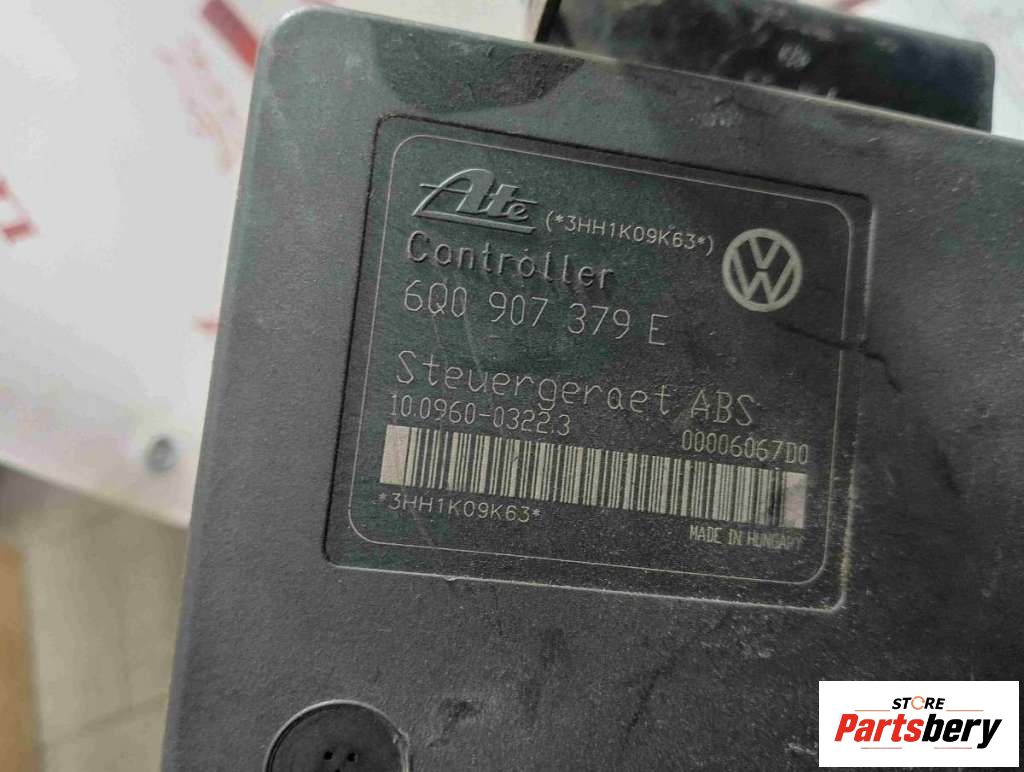 Ate (*3HH1K09K63*)
Controller
6Q0 907 379 E
Steuergeraet ABS
10.0960-0322.3 00006067D0
*3HH1K09K63*
MADE IN HUNGARY
STORE
Partsbery